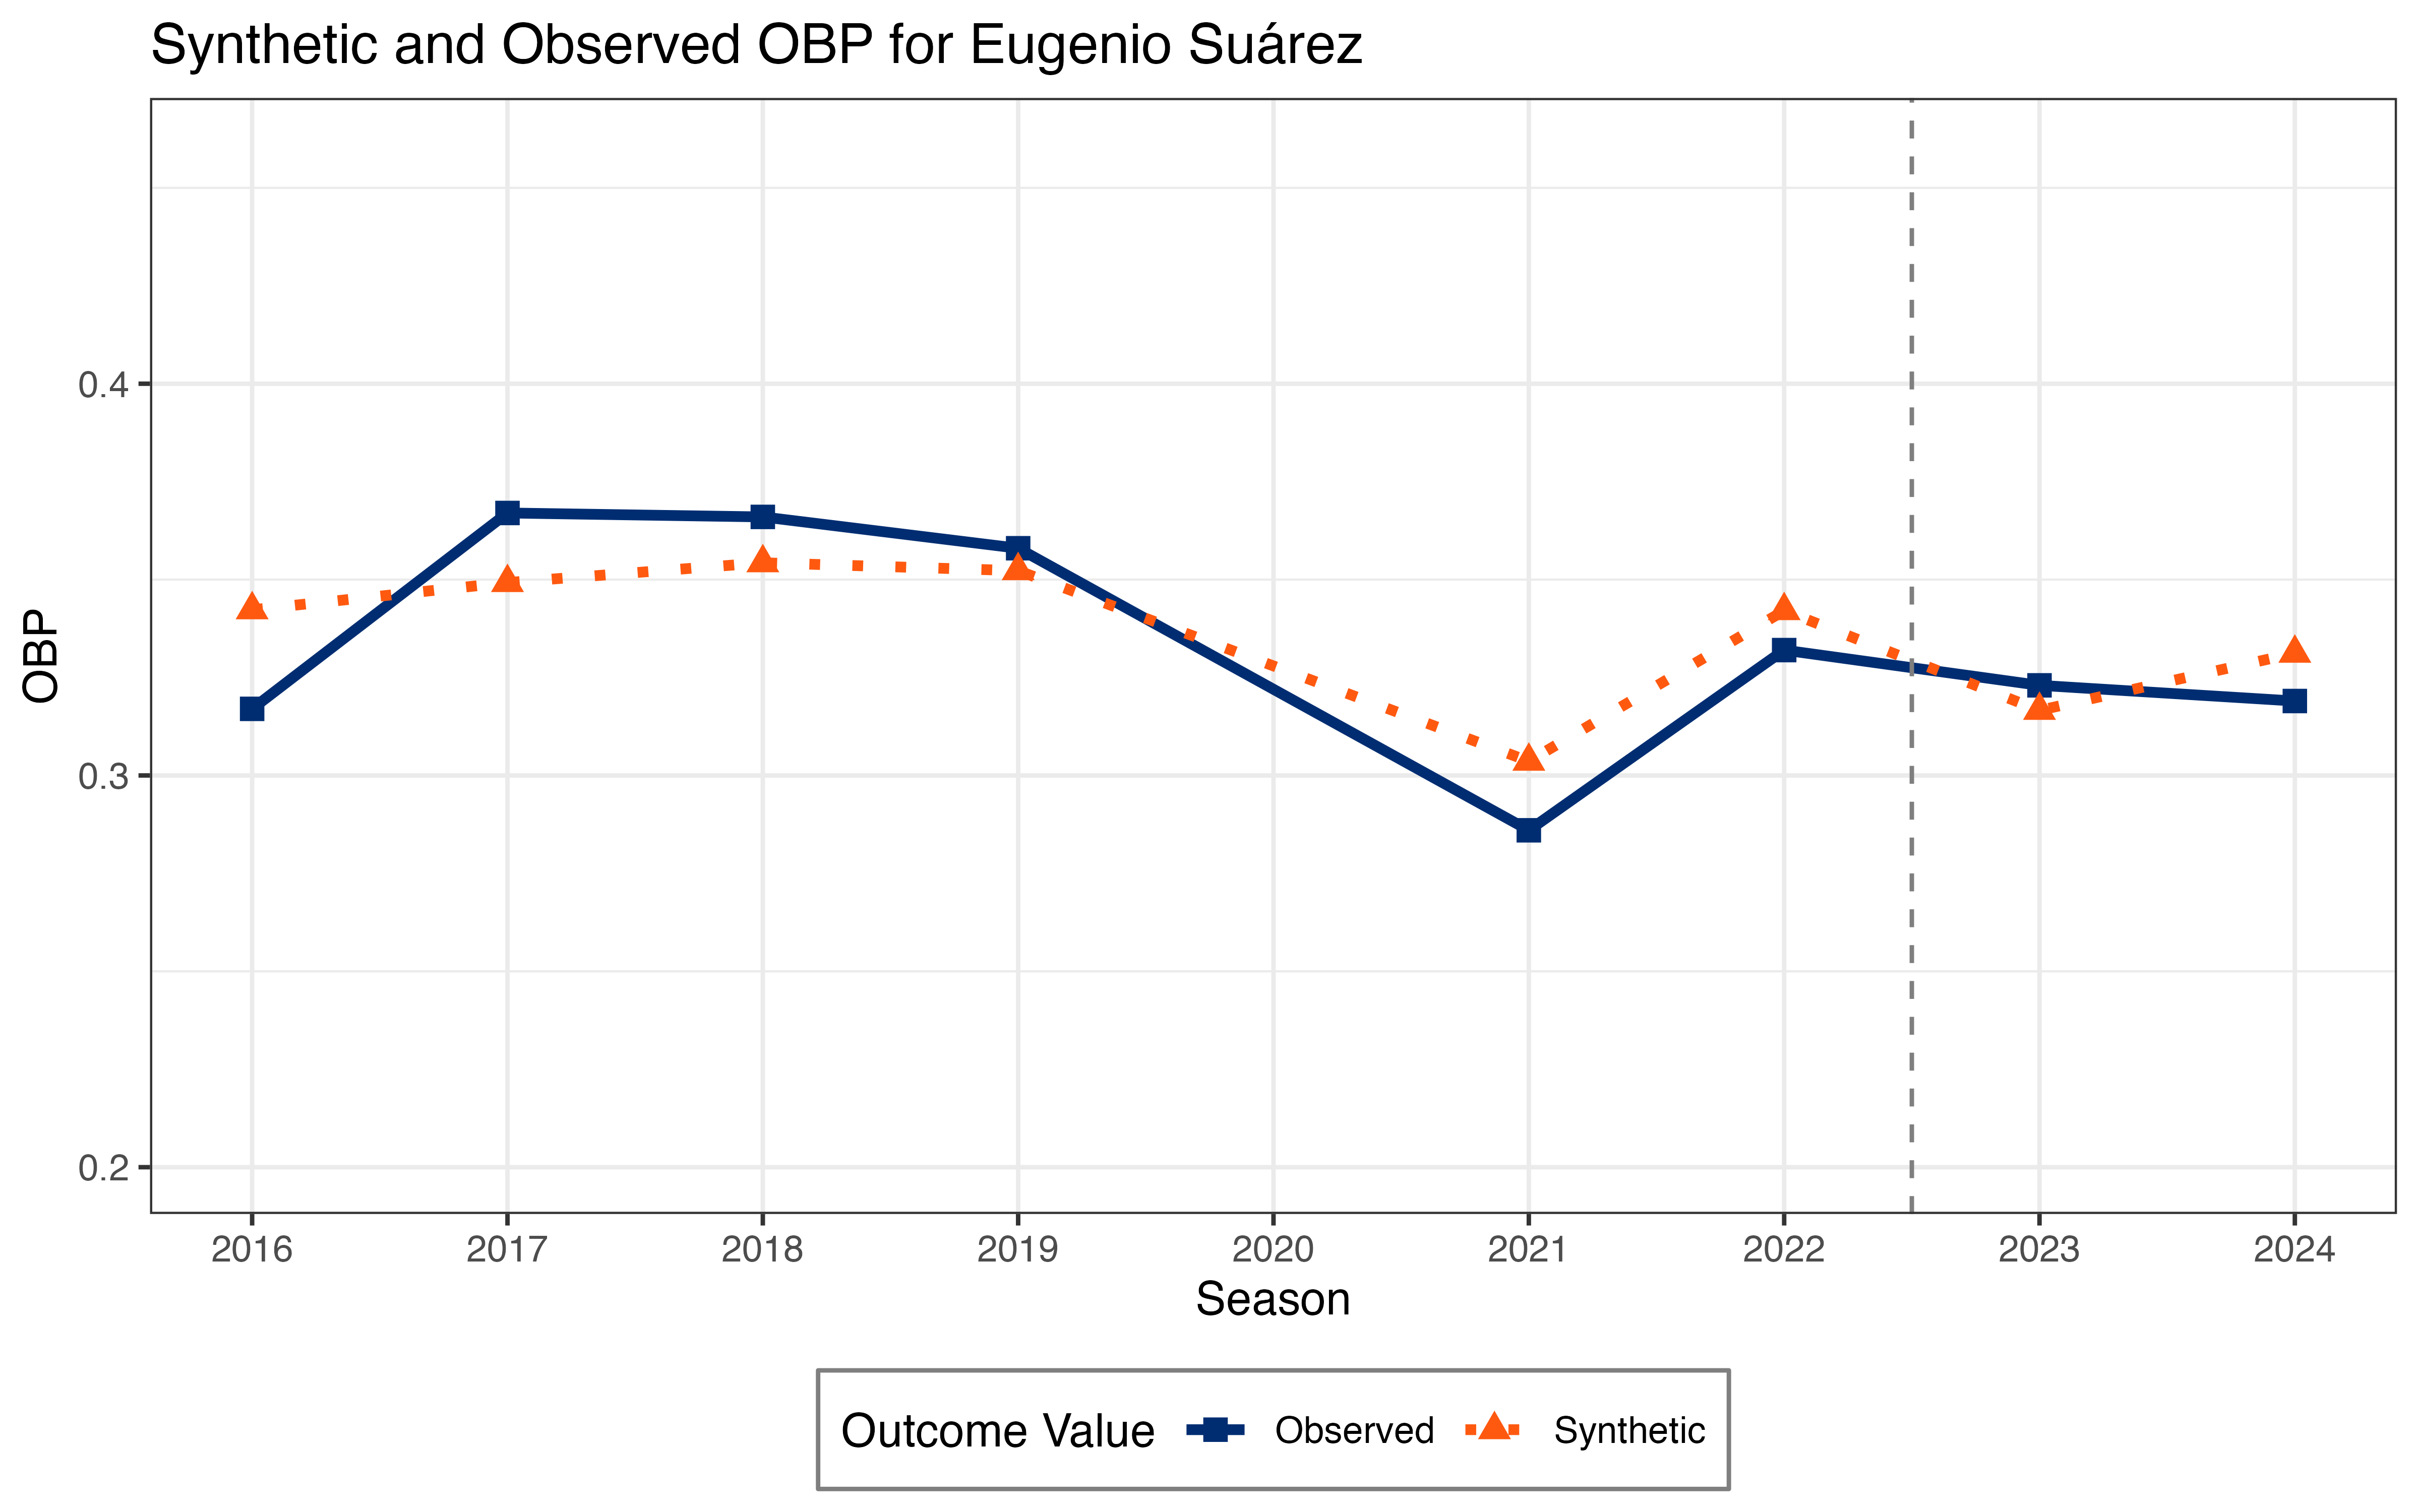 Synthetic and Observed OBP for Eugenio Suárez
OBP
0.4
0.3
0.2
2016 2017 2018 2019 2020 2021 2022 2023 2024
Season
Outcome Value Observed Synthetic